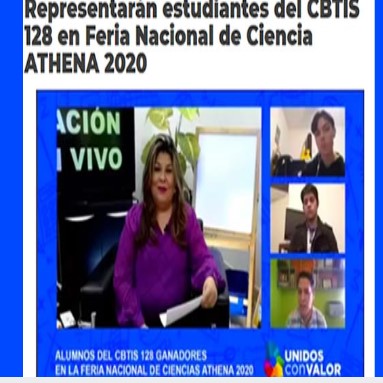 Representarán estudiantes del CBTIS
128 en Feria Nacional de Ciencia
ATHENA 2020
ACIÓN
VIVO
ALUMNOS DEL CBTIS 128 GANADORES
EN LA FERIA NACIONAL DE CIENCIAS ATHENA 2020
UNIDOS
conVALOR